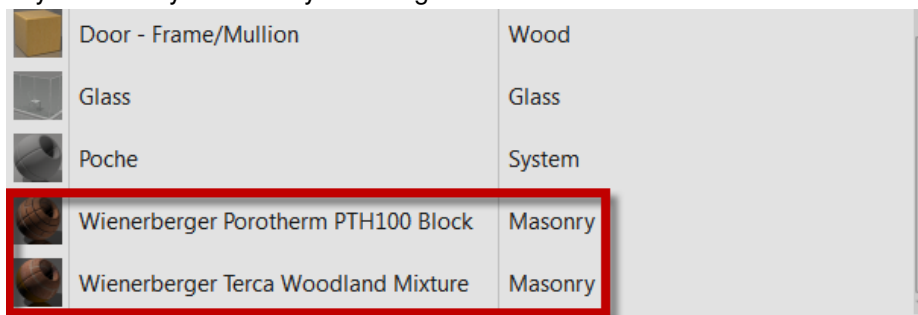 Door - Frame/Mullion Wood
Glass Glass
Poche System
Wienerberger Porotherm PTH100 Block Masonry
Wienerberger Terca Woodland Mixture Masonry